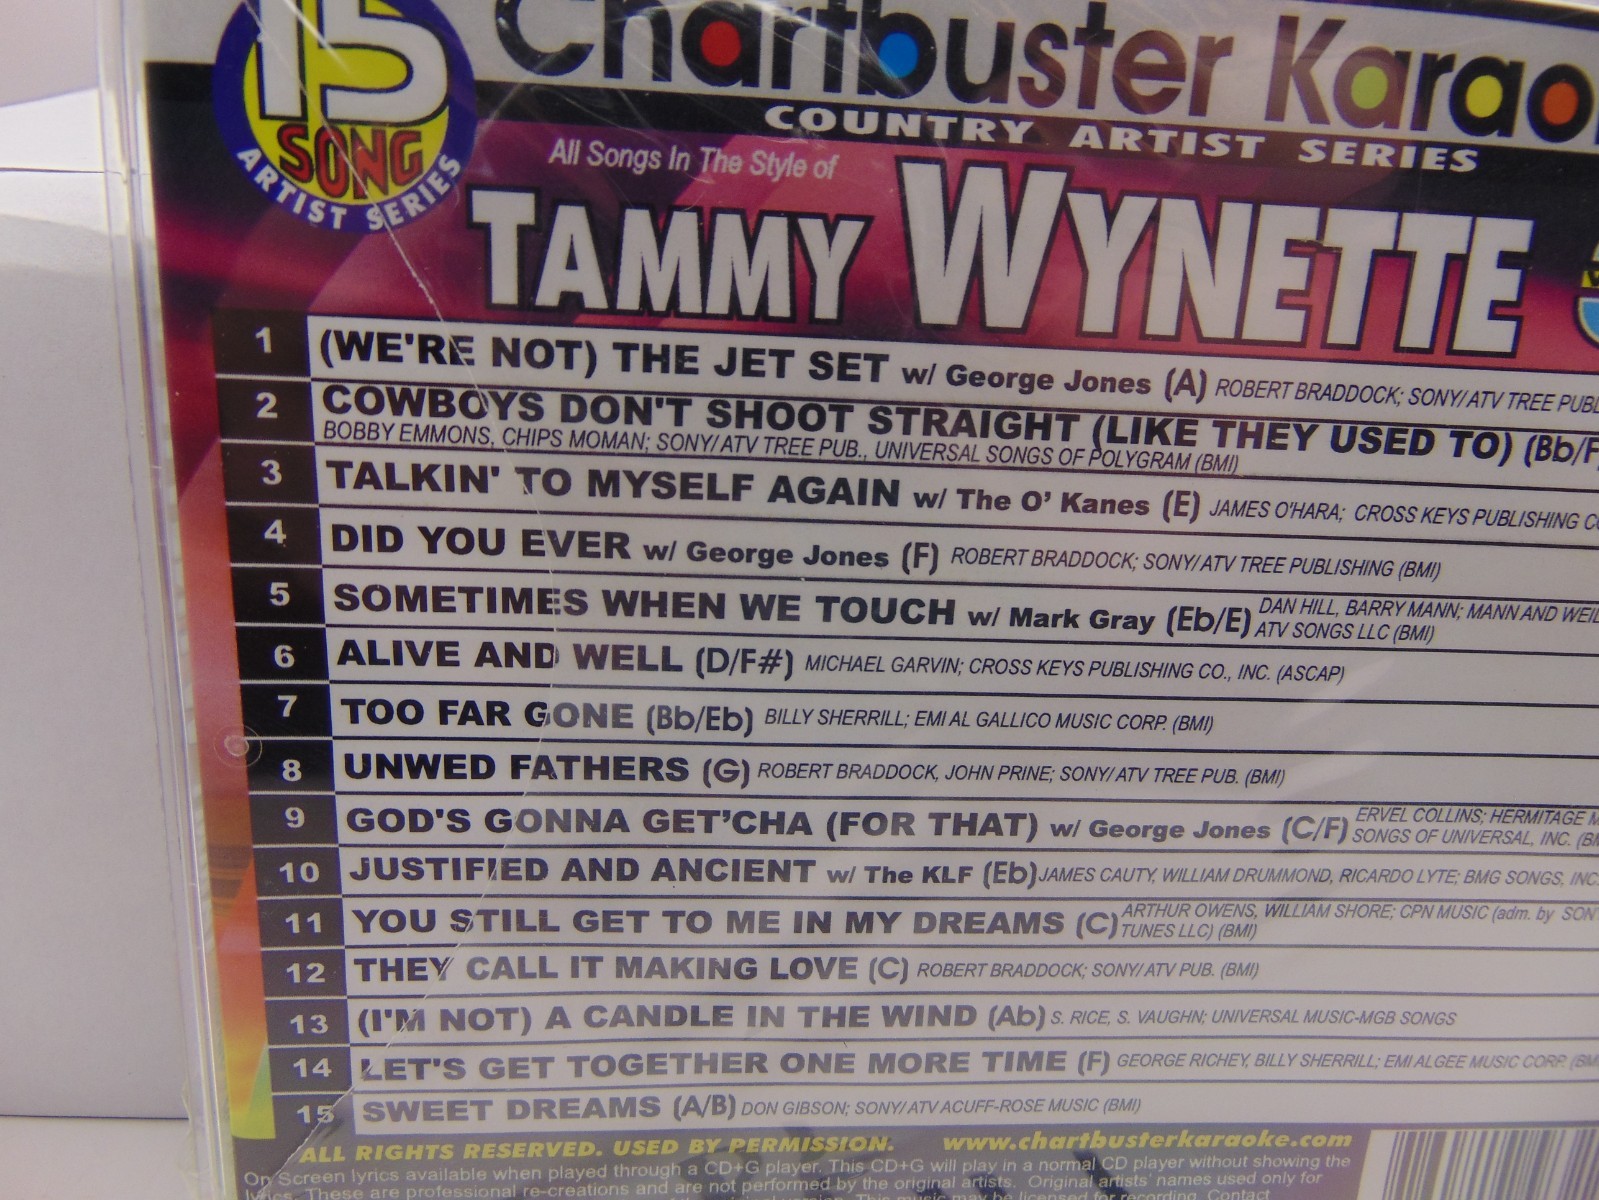 15
SONG
ARTIST SERIES
Chartbuster Karao
COUNTRY ARTIST SERIES
All Songs In The Style of
TAMMY WYNETTE
1 (WE'RE NOT) THE JET SET w/ George Jones (A) ROBERT BRADDOCK; SONY/ATV TREE PUBL
2 COWBOYS DON'T SHOOT STRAIGHT (LIKE THEY USED TO) (Bb/F
BOBBY EMMONS, CHIPS MOMAN; SONY/ATV TREE PUB., UNIVERSAL SONGS OF POLYGRAM (BMI)
3 TALKIN' TO MYSELF AGAIN w/ The O' Kanes (E) JAMES O'HARA; CROSS KEYS PUBLISHING CO
4 DID YOU EVER w/ George Jones (F) ROBERT BRADDOCK; SONY/ATV TREE PUBLISHING (BMI)
5 SOMETIMES WHEN WE TOUCH w/ Mark Gray (Eb/E) DAN HILL, BARRY MANN; MANN AND WEIL
ATV SONGS LLC (BMI)
6 ALIVE AND WELL (D/F#) MICHAEL GARVIN; CROSS KEYS PUBLISHING CO., INC. (ASCAP)
7 TOO FAR GONE (Bb/Eb) BILLY SHERRILL; EMI AL GALLICO MUSIC CORP. (BMI)
8 UNWED FATHERS (G) ROBERT BRADDOCK, JOHN PRINE; SONY/ATV TREE PUB. (BMI)
9 GOD'S GONNA GET'CHA (FOR THAT) w/ George Jones (C/F) ERVEL COLLINS; HERMITAGE M
SONGS OF UNIVERSAL, INC. (BM
10 JUSTIFIED AND ANCIENT w/ The KLF (Eb) JAMES CAUTY, WILLIAM DRUMMOND, RICARDO LYTE; BMG SONGS, INC.
11 YOU STILL GET TO ME IN MY DREAMS (C) ARTHUR OWENS, WILLIAM SHORE; CPN MUSIC (adm. by SON
TUNES LLC) (BMI)
12 THEY CALL IT MAKING LOVE (C) ROBERT BRADDOCK; SONY/ATV PUB. (BMI)
13 (I'M NOT) A CANDLE IN THE WIND (Ab) S. RICE, S. VAUGHN; UNIVERSAL MUSIC-MGB SONGS
14 LET'S GET TOGETHER ONE MORE TIME (F) GEORGE RICHEY, BILLY SHERRILL; EMI ALGEE MUSIC CORP. (BM
15 SWEET DREAMS (A/B) DON GIBSON; SONY/ATV ACUFF-ROSE MUSIC (BMI)
ALL RIGHTS RESERVED. USED BY PERMISSION. www.chartbusterkaraoke.com
On Screen lyrics available when played through a CD+G player. This CD+G will play in a normal CD player without showing the
lyrics. These are professional re-creations and are not performed by the original artists. Original artists' names used only for
This music may be licensed for recording. Contact